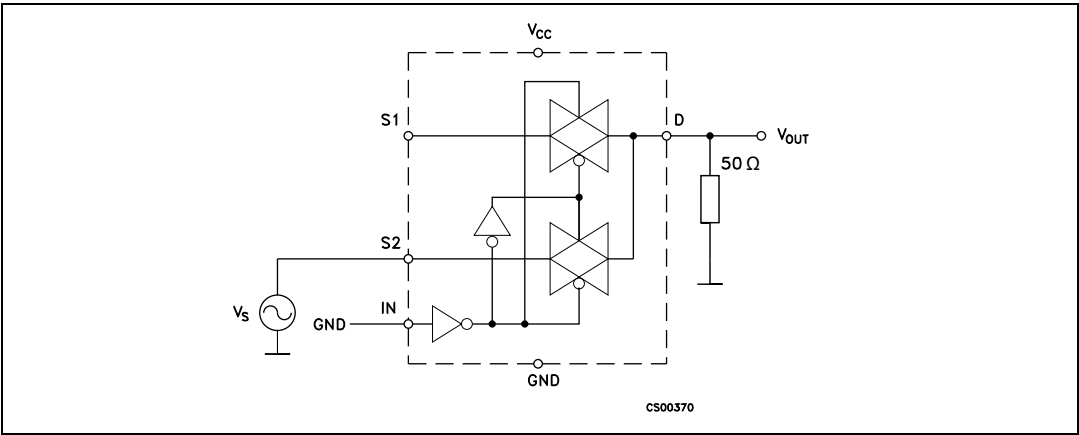 VCC
S1
D
VOUT
50 Ω
S2
VS
IN
GND
GND
CS00370